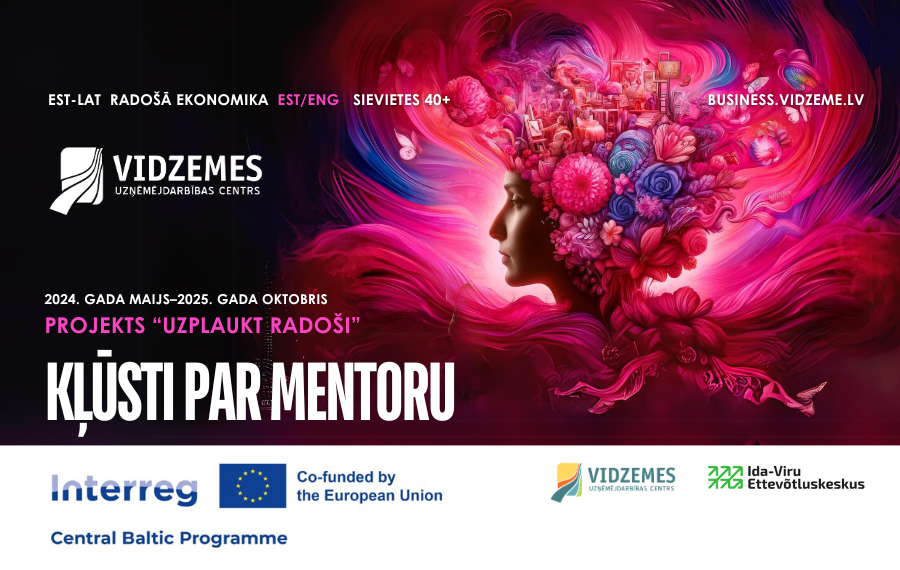 EST-LAT RADOŠĀ EKONOMIKA EST/ENG SIEVIETES 40+
BUSINESS.VIDZEME.LV
VIDZEMES
UZŅĒMĒJDARBĪBAS CENTRS
2024. GADA MAIJS–2025. GADA OKTOBRIS
PROJEKTS “UZPLAUKT RADOŠI”
KĻŪSTI PAR MENTORU
Interreg
Co-funded by
the European Union
Central Baltic Programme
VIDZEMES
UZŅĒMĒJDARBĪBAS CENTRS
Ida-Viru
Ettevõtluskeskus